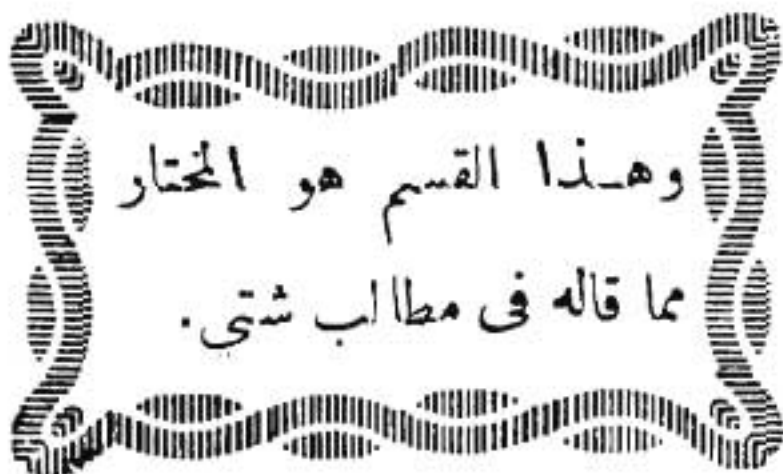 وهـذا القسم هو المختار
مما قاله فى مطالب شتى.